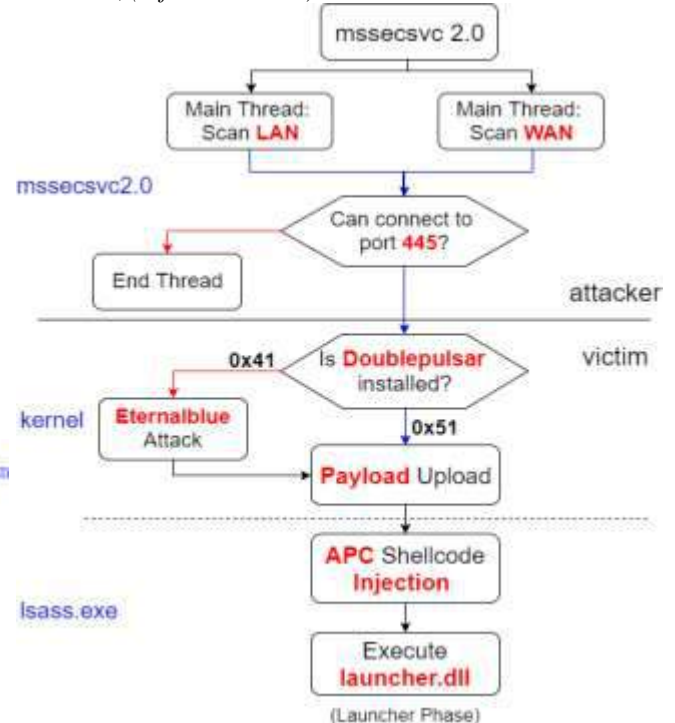 mssecsvc 2.0
Main Thread:
Scan LAN
Main Thread:
Scan WAN
mssecsvc2.0
Can connect to
port 445?
End Thread
attacker
victim
0x41
Is Doublepulsar
installed?
kernel
Eternalblue
Attack
0x51
Payload Upload
APC Shellcode
Injection
lsass.exe
Execute
launcher.dll
(Launcher Phase)